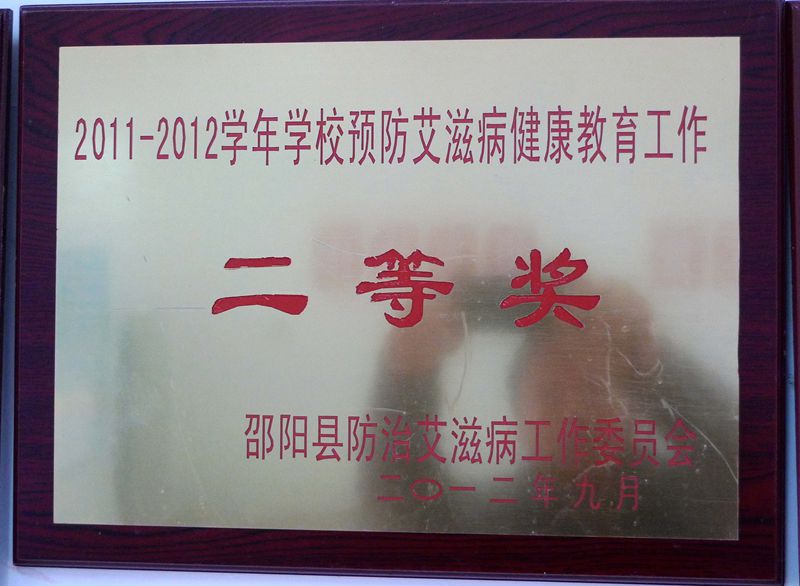 2011-2012学年学校预防艾滋病健康教育工作
二等奖
邵阳县防治艾滋病工作委员会
二〇一二年九月